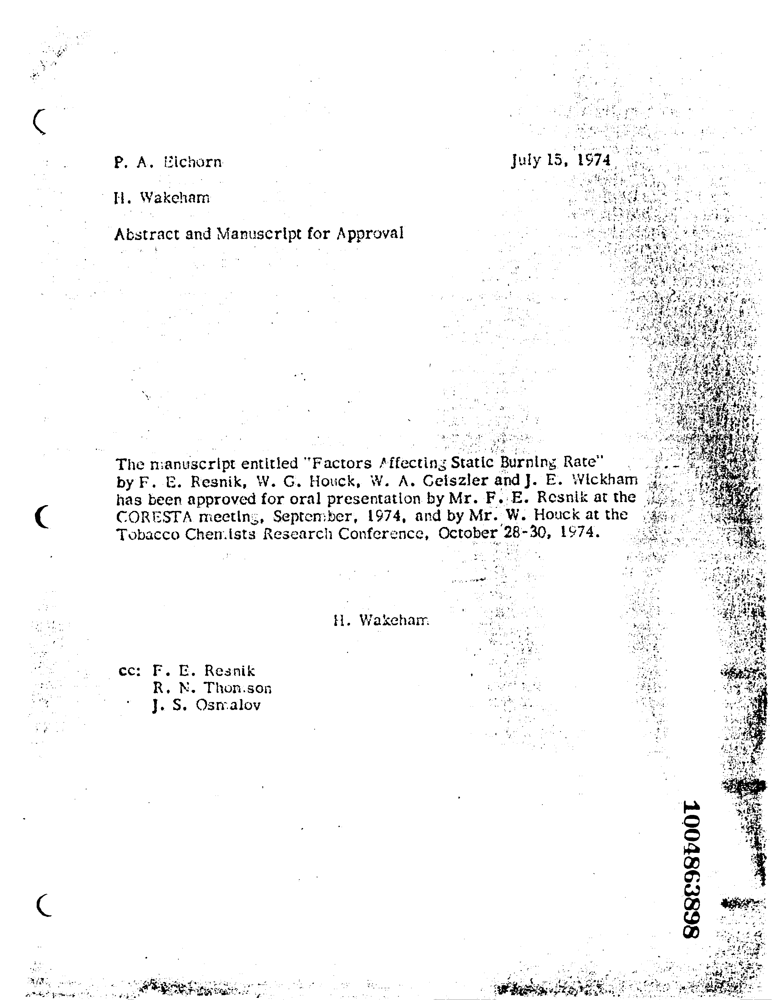 P. A. Eichorn July 15, 1974
H. Wakeham
Abstract and Manuscript for Approval
The manuscript entitled "Factors Affecting Static Burning Rate"
by F. E. Resnik, W. G. Houck, W. A. Geiszler and J. E. Wickham
has been approved for oral presentation by Mr. F. E. Resnik at the
CORESTA meeting, September, 1974, and by Mr. W. Houck at the
Tobacco Chemists Research Conference, October 28-30, 1974.
H. Wakeham
cc: F. E. Resnik
R. N. Thomson
J. S. Osmalov
1004863898